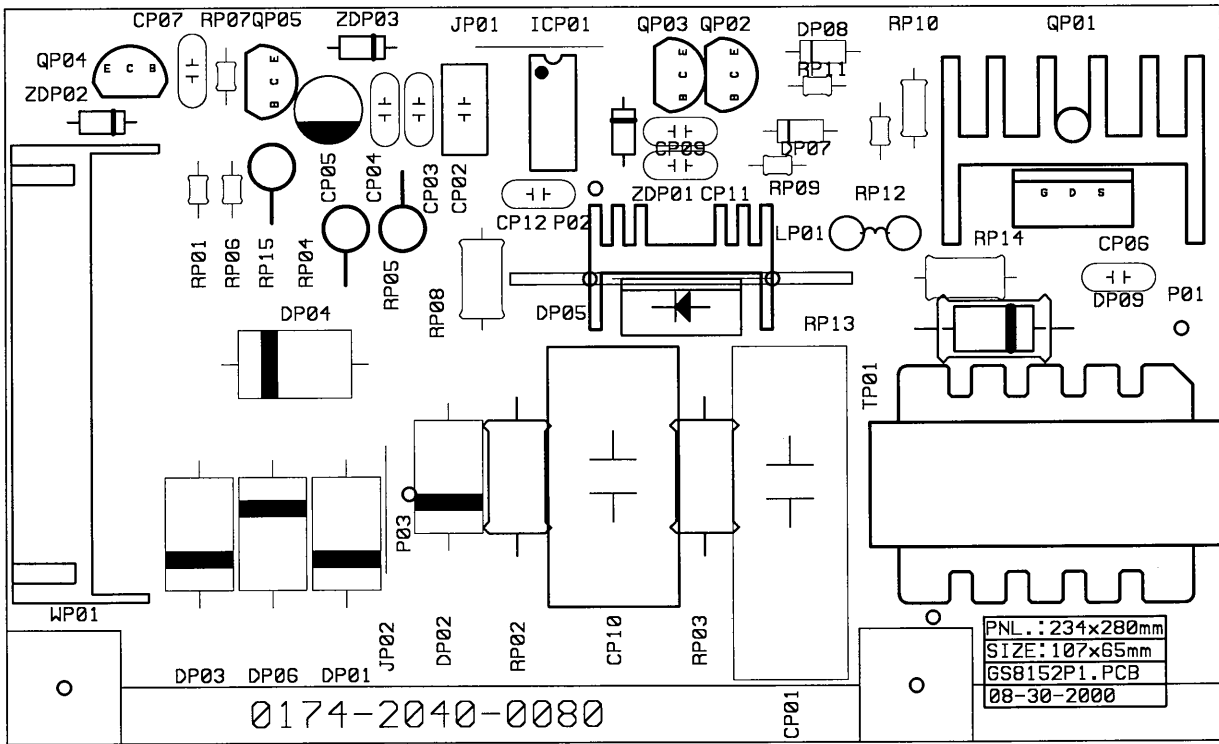 CP07 RP07 QP05 ZDP03 JP01 ICP01 QP03 QP02 DP08 RP10 QP01
QP04 E C B
E C B
E C B
E C B
RP11
ZDP02
CP05 CP04 CP03 CP02
CP09
DP07
RP09
G D S
CP12 P02 ZDP01 CP11 RP12
LP01
RP14 CP06
RP01 RP06 RP15 RP04 RP05 RP08
DP09 P01
DP04 DP05 RP13
TP01
P03
WP01
JP02 DP02 RP02 CP10 RP03
DP03 DP06 DP01
CP01
0174-2040-0080
PNL.:234x280mm
SIZE:107x65mm
GS8152P1.PCB
08-30-2000